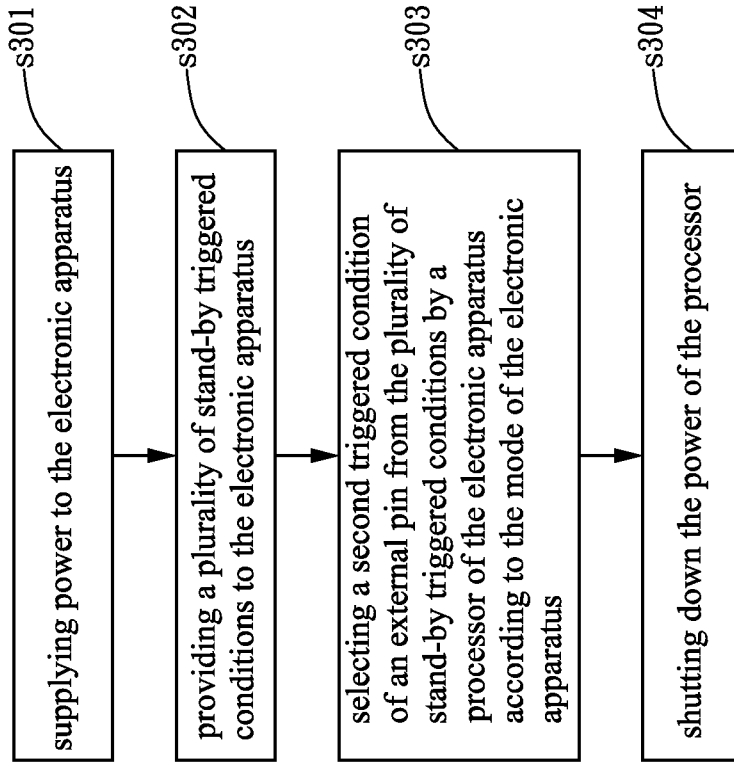 s301
supplying power to the electronic apparatus
s302
providing a plurality of stand-by triggered
conditions to the electronic apparatus
s303
selecting a second triggered condition
of an external pin from the plurality of
stand-by triggered conditions by a
processor of the electronic apparatus
according to the mode of the electronic
apparatus
s304
shutting down the power of the processor